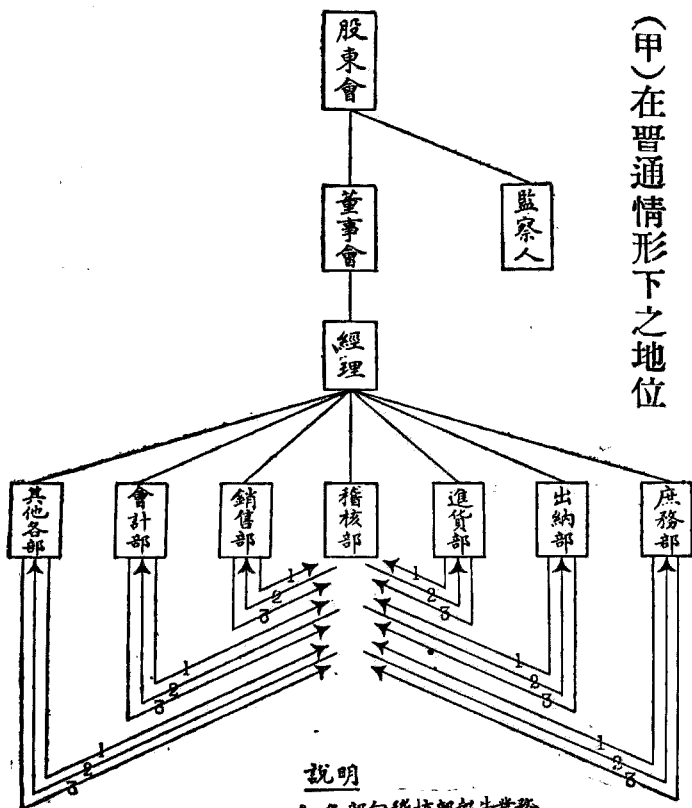 (甲)在普通情形下之地位
股東會
董事會
監察人
經理
其他各部
會計部
銷售部
稽核部
進貨部
出納部
庶務部
1
2
3
1
2
3
1
2
3
1
2
3
1
2
3
1
2
3
說明